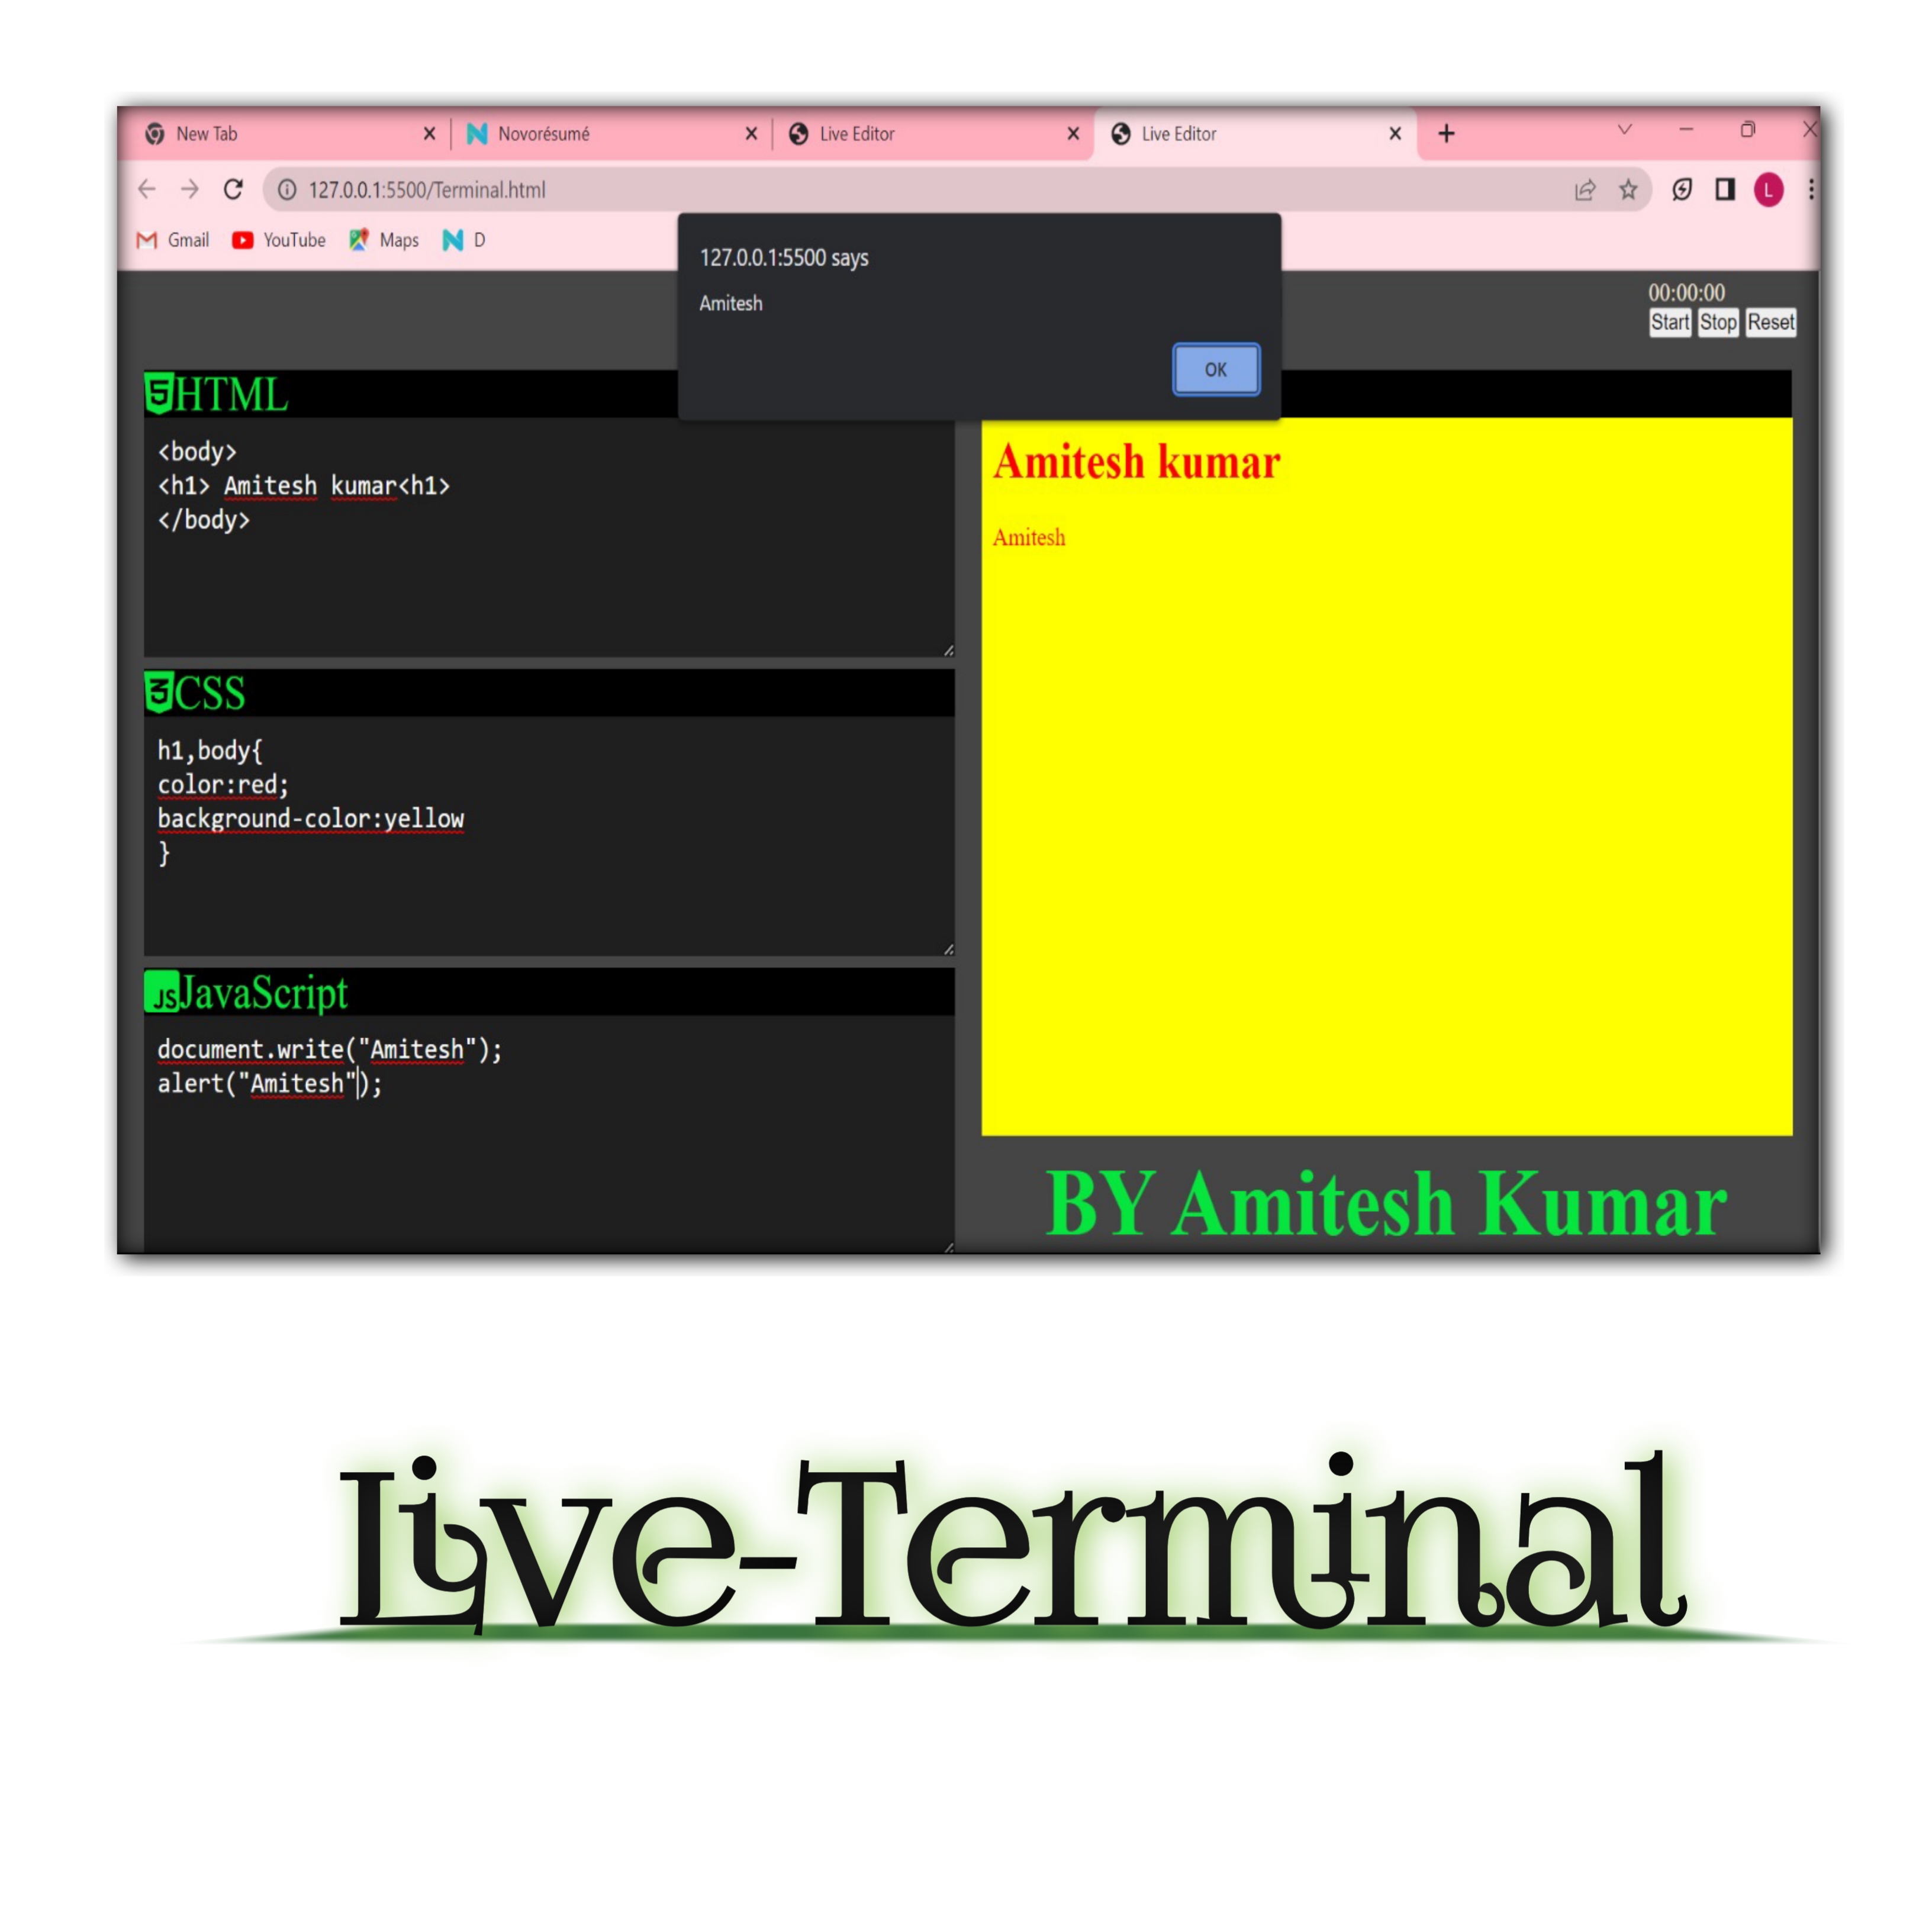 New Tab
Novorésumé
Live Editor
Live Editor
127.0.0.1:5500/Terminal.html
L
Gmail
YouTube
Maps
D
127.0.0.1:5500 says
Amitesh
OK
00:00:00
Start Stop Reset
HTML
<body>
<h1> Amitesh kumar<h1>
</body>
CSS
h1,body{
color:red;
background-color:yellow
}
JS JavaScript
document.write("Amitesh");
alert("Amitesh");
Amitesh kumar
Amitesh
BY Amitesh Kumar
Live-Terminal